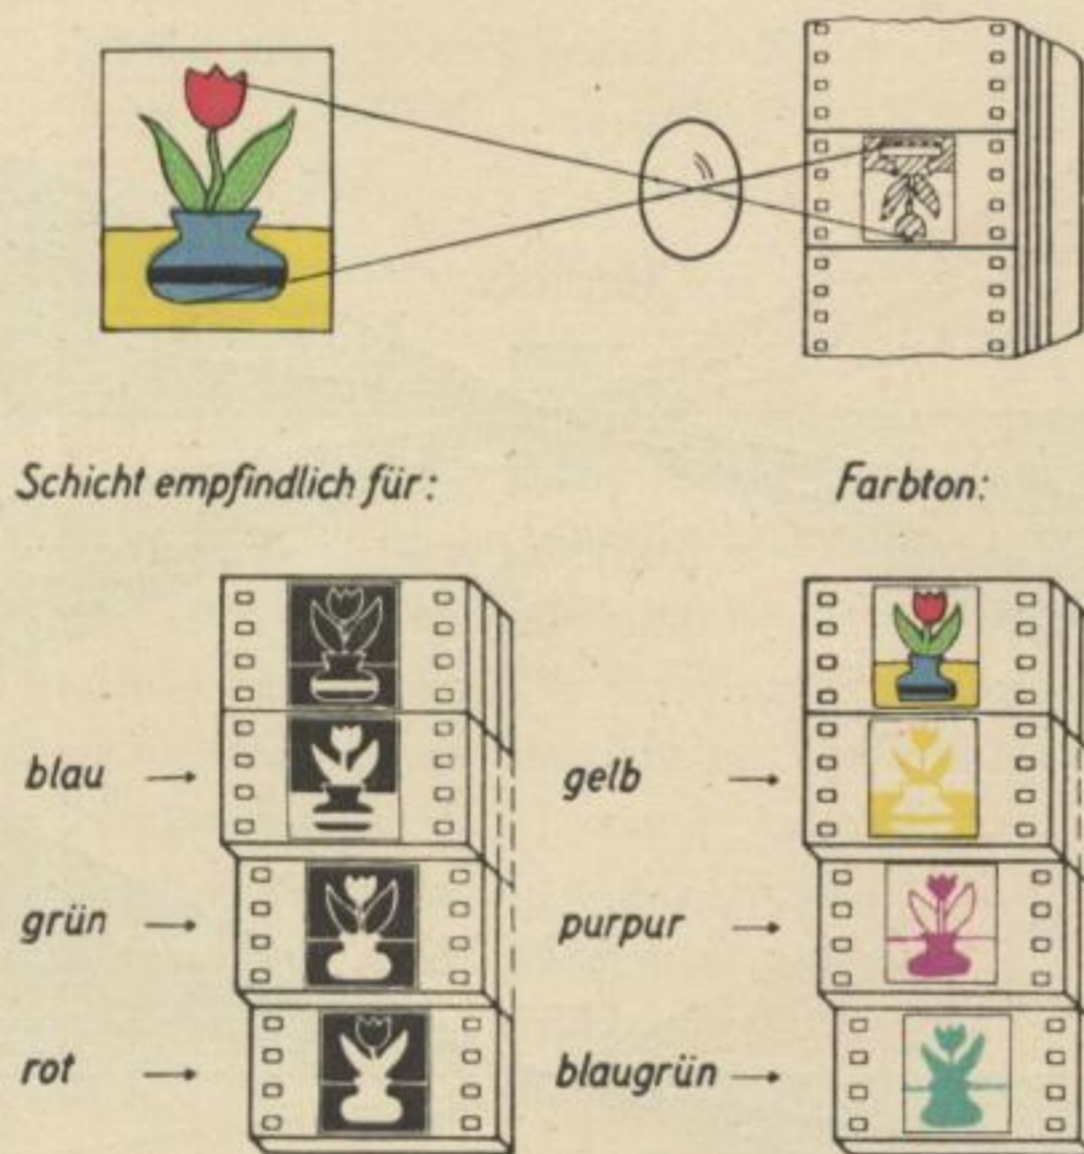 Schicht empfindlich für:
Farbton:
blau
gelb
grün
purpur
rot
blaugrün